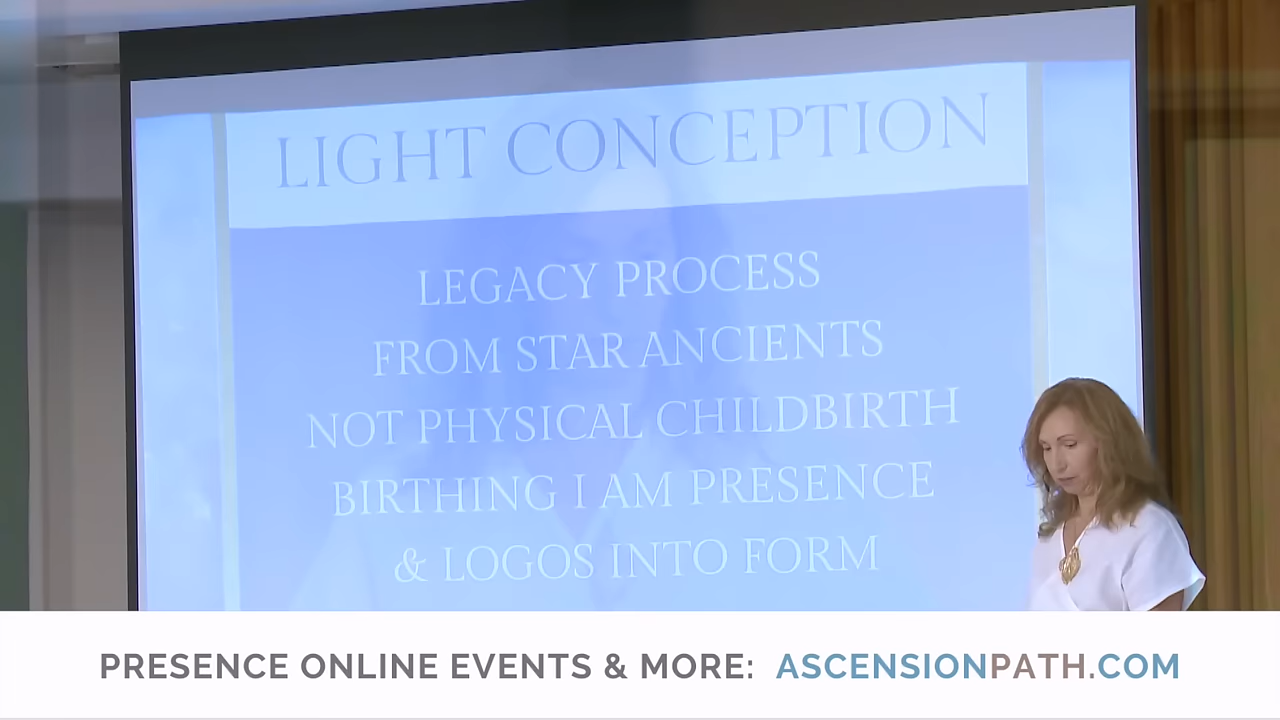 LIGHT CONCEPTION
LEGACY PROCESS
FROM STAR ANCIENTS
NOT PHYSICAL CHILDBIRTH
BIRTHING I AM PRESENCE
& LOGOS INTO FORM
PRESENCE ONLINE EVENTS & MORE: ASCENSIONPATH.COM